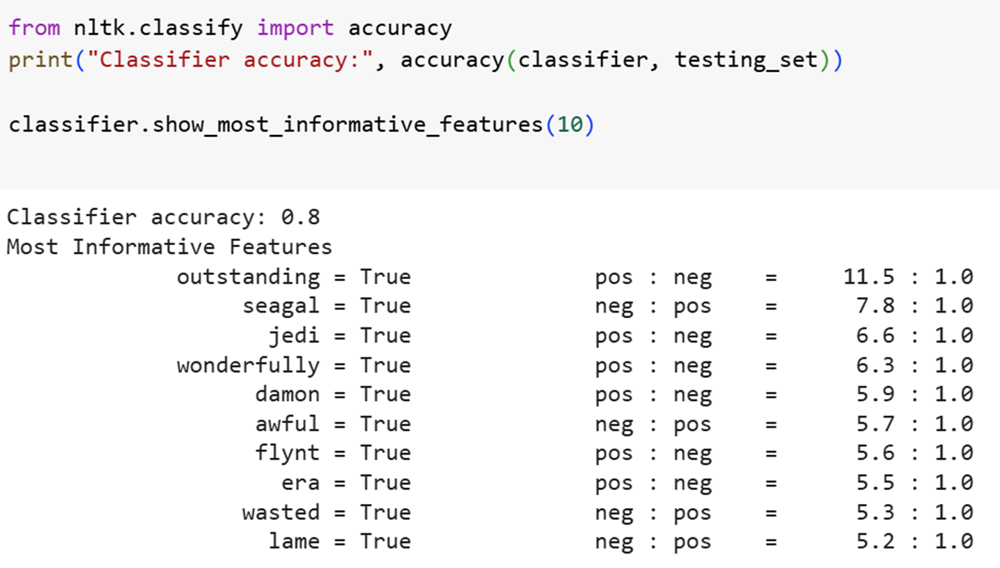 from nltk.classify import accuracy
print("Classifier accuracy:", accuracy(classifier, testing_set))
classifier.show_most_informative_features(10)
Classifier accuracy: 0.8
Most Informative Features
outstanding = True pos : neg = 11.5 : 1.0
seagal = True neg : pos = 7.8 : 1.0
jedi = True pos : neg = 6.6 : 1.0
wonderfully = True pos : neg = 6.3 : 1.0
damon = True pos : neg = 5.9 : 1.0
awful = True neg : pos = 5.7 : 1.0
flynt = True pos : neg = 5.6 : 1.0
era = True pos : neg = 5.5 : 1.0
wasted = True neg : pos = 5.3 : 1.0
lame = True neg : pos = 5.2 : 1.0